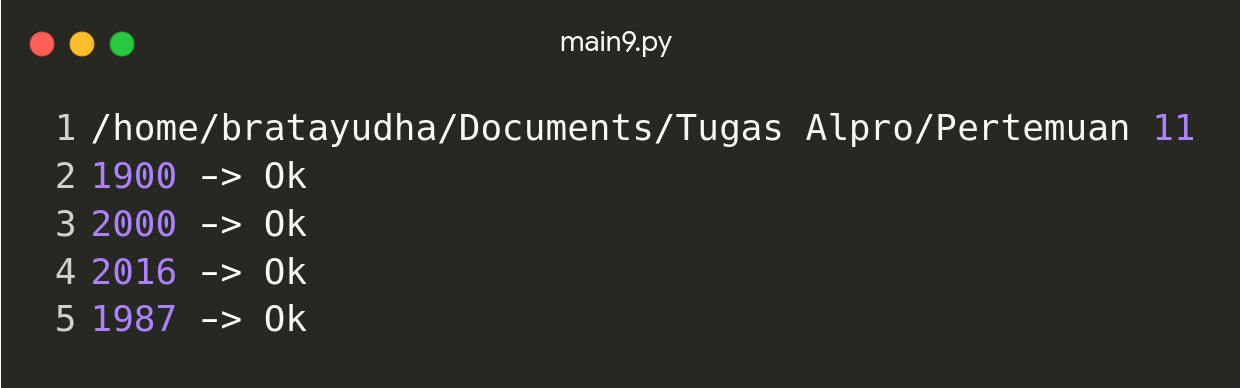 main9.py
1 /home/bratayudha/Documents/Tugas Alpro/Pertemuan 11
2 1900 -> Ok
3 2000 -> Ok
4 2016 -> Ok
5 1987 -> Ok